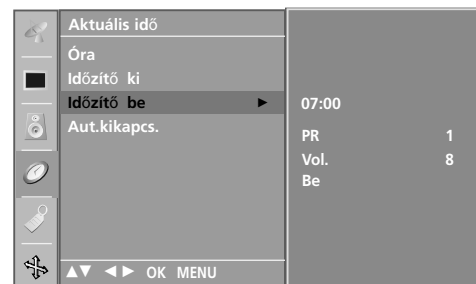 Aktuális idő
Óra
Időzítő ki
Időzítő be ►
Aut.kikapcs.
▲▼ ◄► OK MENU
07:00
PR 1
Vol. 8
Be